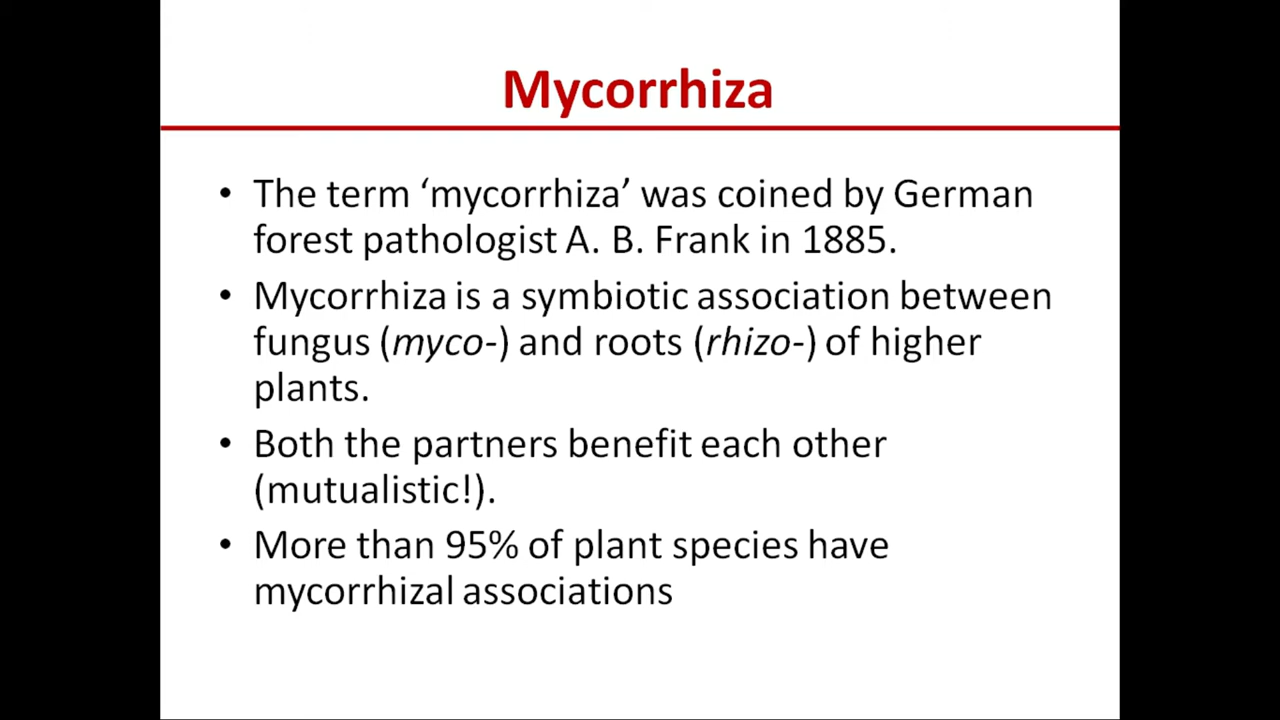 Mycorrhiza
• The term ‘mycorrhiza’ was coined by German
forest pathologist A. B. Frank in 1885.
• Mycorrhiza is a symbiotic association between
fungus (myco-) and roots (rhizo-) of higher
plants.
• Both the partners benefit each other
(mutualistic!).
• More than 95% of plant species have
mycorrhizal associations